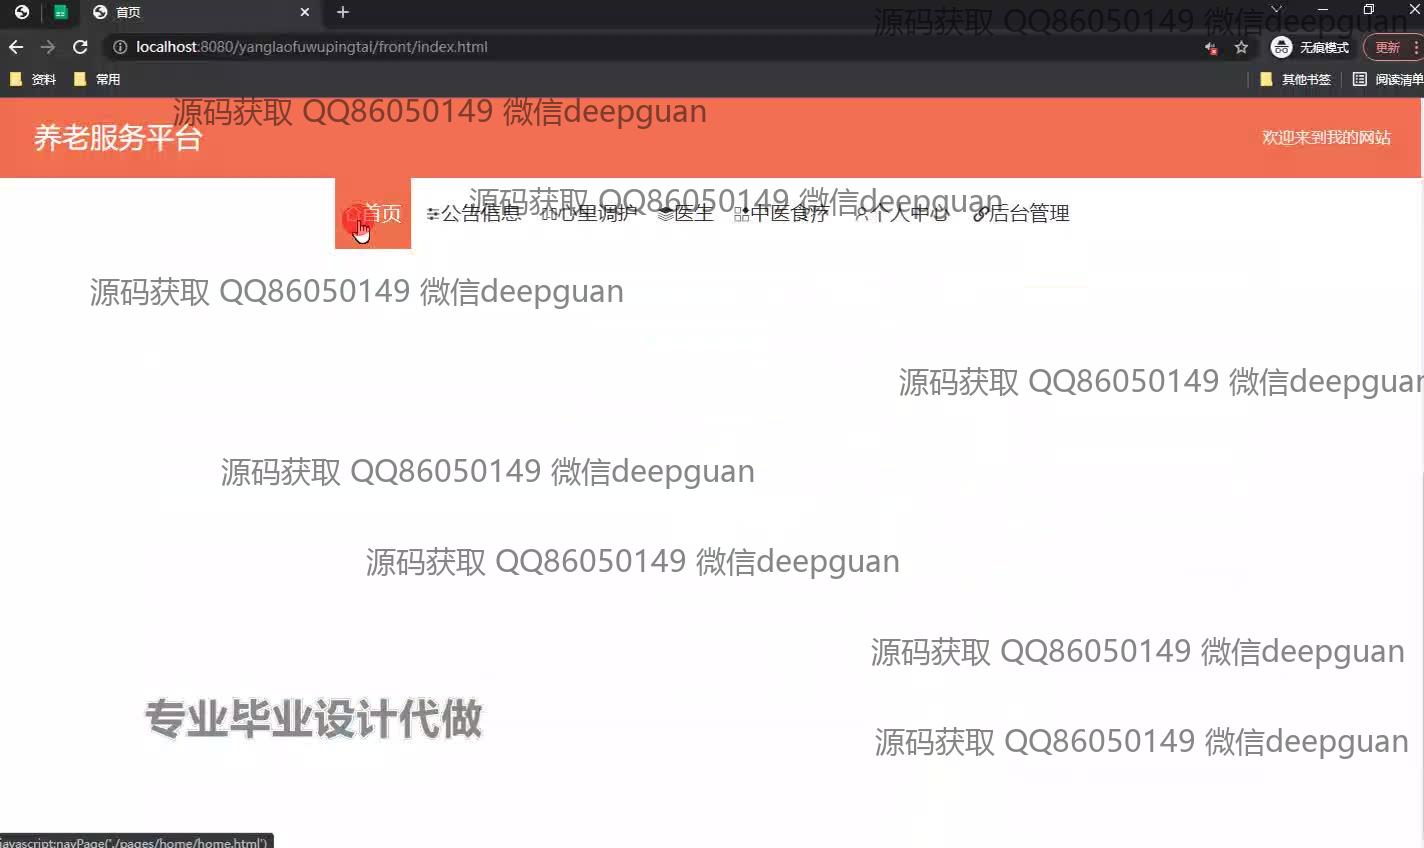 首页
localhost:8080/yanglaofuwupingtai/front/index.html
无痕模式
更新
资料
常用
其他书签
阅读清单
源码获取 QQ86050149 微信deepguan
源码获取 QQ86050149 微信deepguan
养老服务平台
欢迎来到我的网站
源码获取 QQ86050149 微信deepguan
首页 公告信息 心里调护 医生 中医食疗 个人中心 后台管理
源码获取 QQ86050149 微信deepguan
源码获取 QQ86050149 微信deepguan
源码获取 QQ86050149 微信deepguan
源码获取 QQ86050149 微信deepguan
源码获取 QQ86050149 微信deepguan
专业毕业设计代做
源码获取 QQ86050149 微信deepguan
javascript:navPage('./pages/home/home.html')